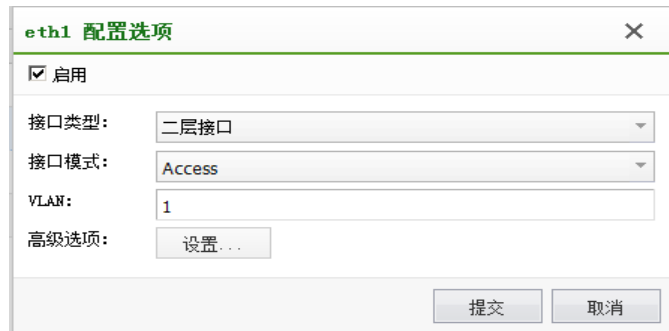 eth1 配置选项
启用
接口类型: 二层接口
接口模式: Access
VLAN: 1
高级选项: 设置...
提交 取消